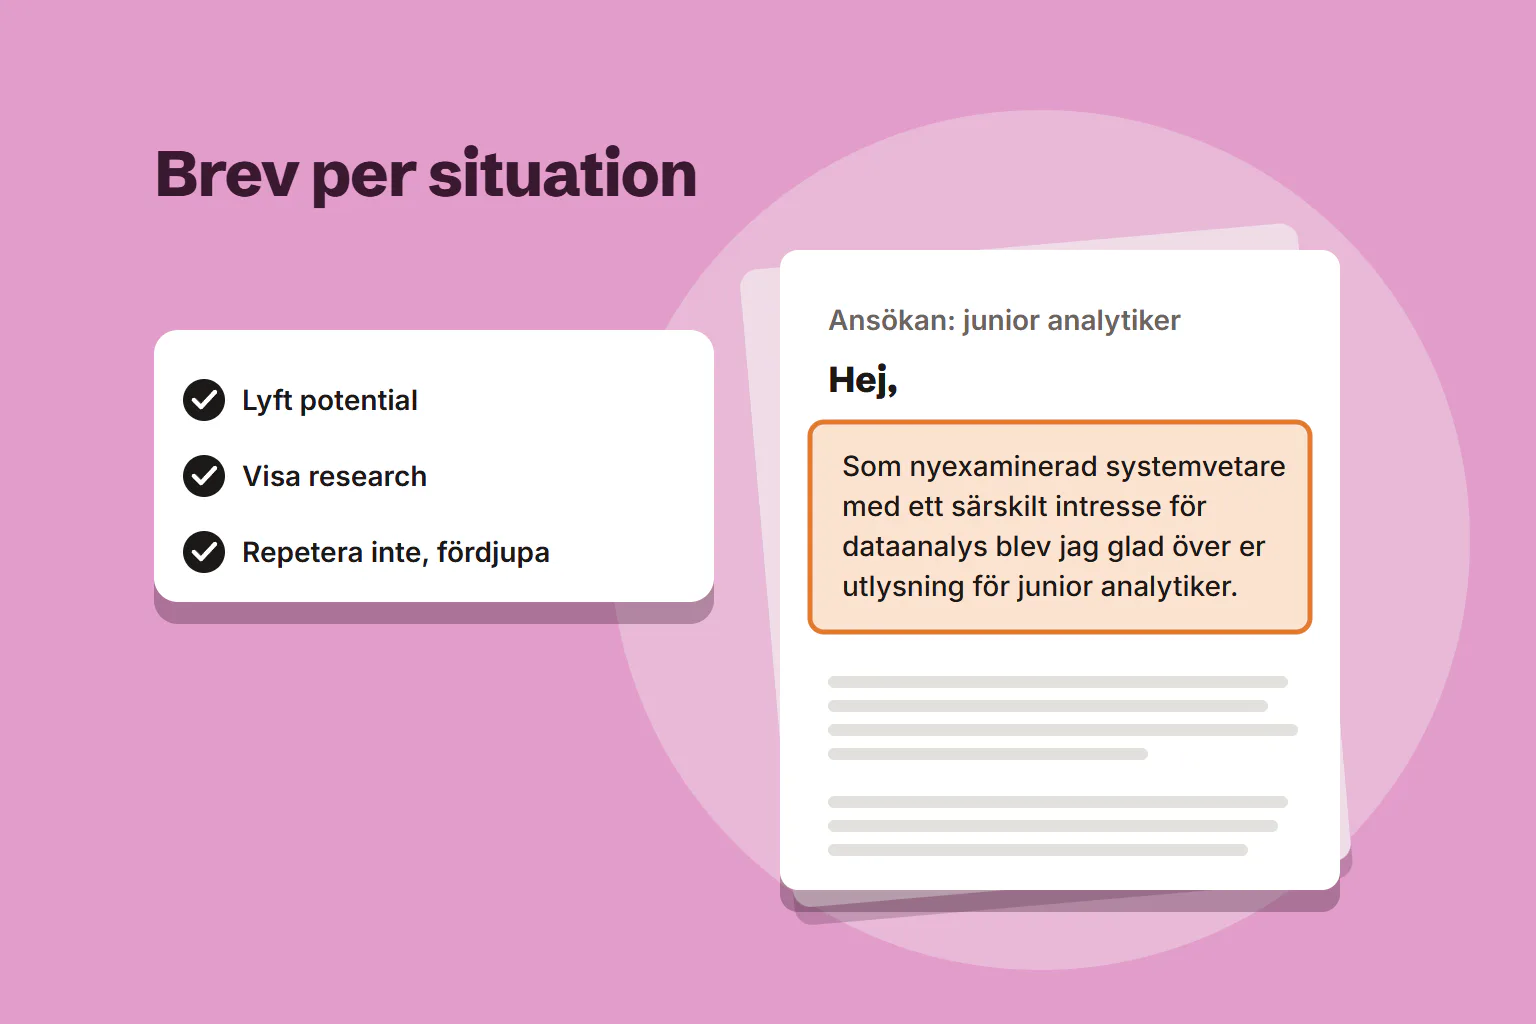 Brev per situation
Lyft potential
Visa research
Repetera inte, fördjupa
Ansökan: junior analytiker
Hej,
Som nyexaminerad systemvetare
med ett särskilt intresse för
dataanalys blev jag glad över er
utlysning för junior analytiker.